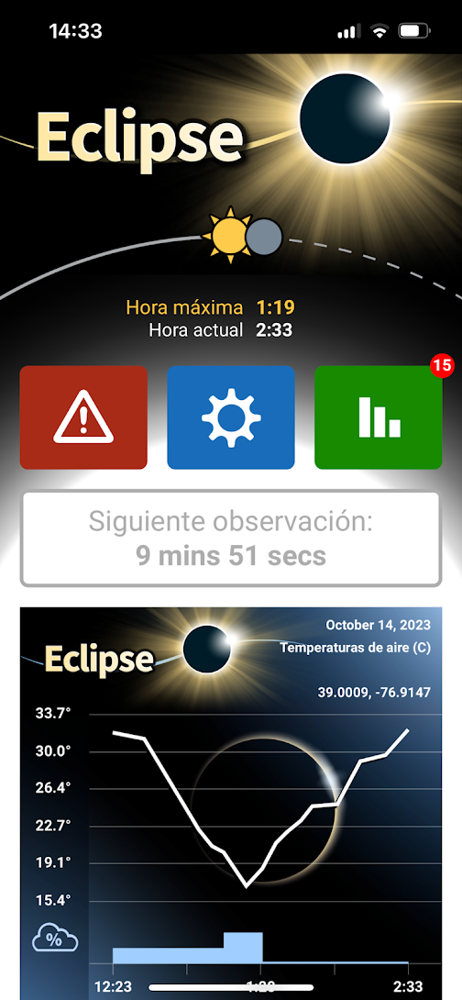 14:33
Eclipse
Hora máxima 1:19
Hora actual 2:33
15
Siguiente observación:
9 mins 51 secs
October 14, 2023
Eclipse
Temperaturas de aire (C)
39.0009, -76.9147
33.7°
30.0°
26.4°
22.7°
19.1°
15.4°
%
12:23
2:33